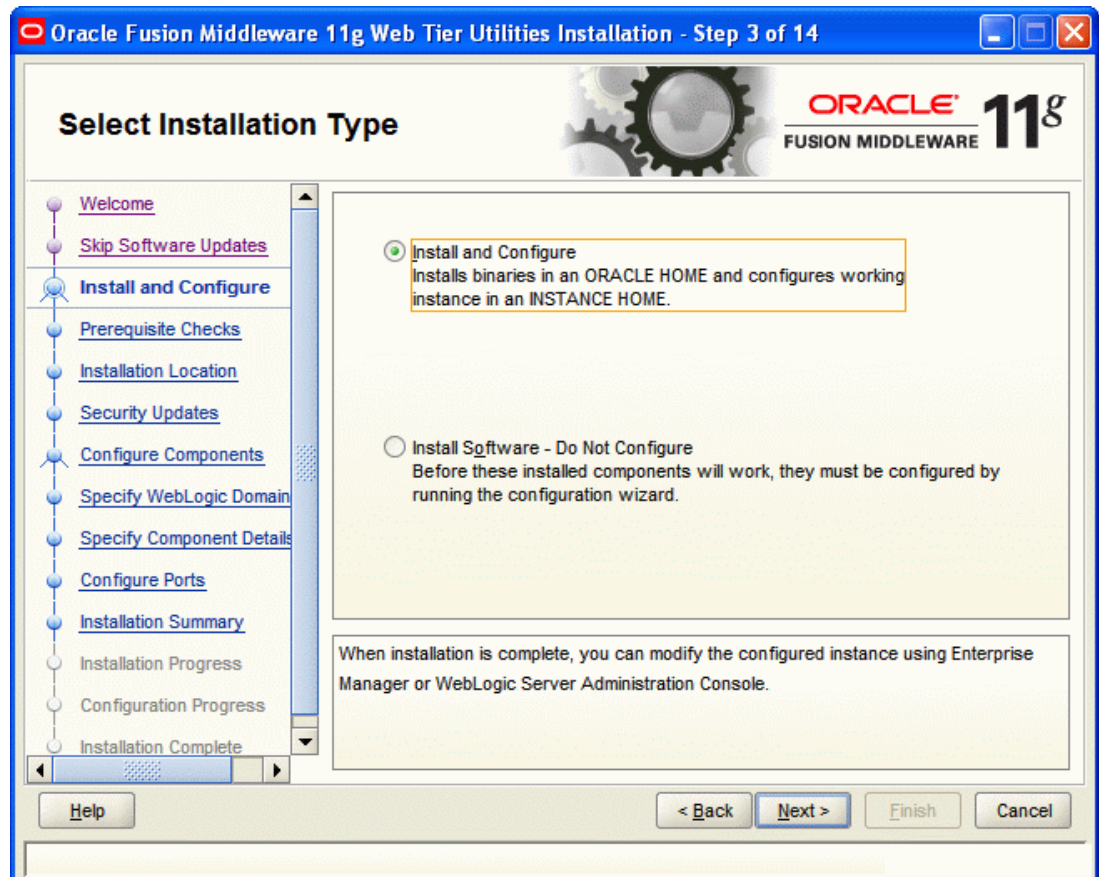 Oracle Fusion Middleware 11g Web Tier Utilities Installation - Step 3 of 14
Select Installation Type
ORACLE
FUSION MIDDLEWARE
11g
Welcome
Skip Software Updates
Install and Configure
Prerequisite Checks
Installation Location
Security Updates
Configure Components
Specify WebLogic Domain
Specify Component Details
Configure Ports
Installation Summary
Installation Progress
Configuration Progress
Installation Complete
Install and Configure
Installs binaries in an ORACLE HOME and configures working
instance in an INSTANCE HOME.
Install Software - Do Not Configure
Before these installed components will work, they must be configured by
running the configuration wizard.
When installation is complete, you can modify the configured instance using Enterprise
Manager or WebLogic Server Administration Console.
Help
< Back
Next >
Finish
Cancel